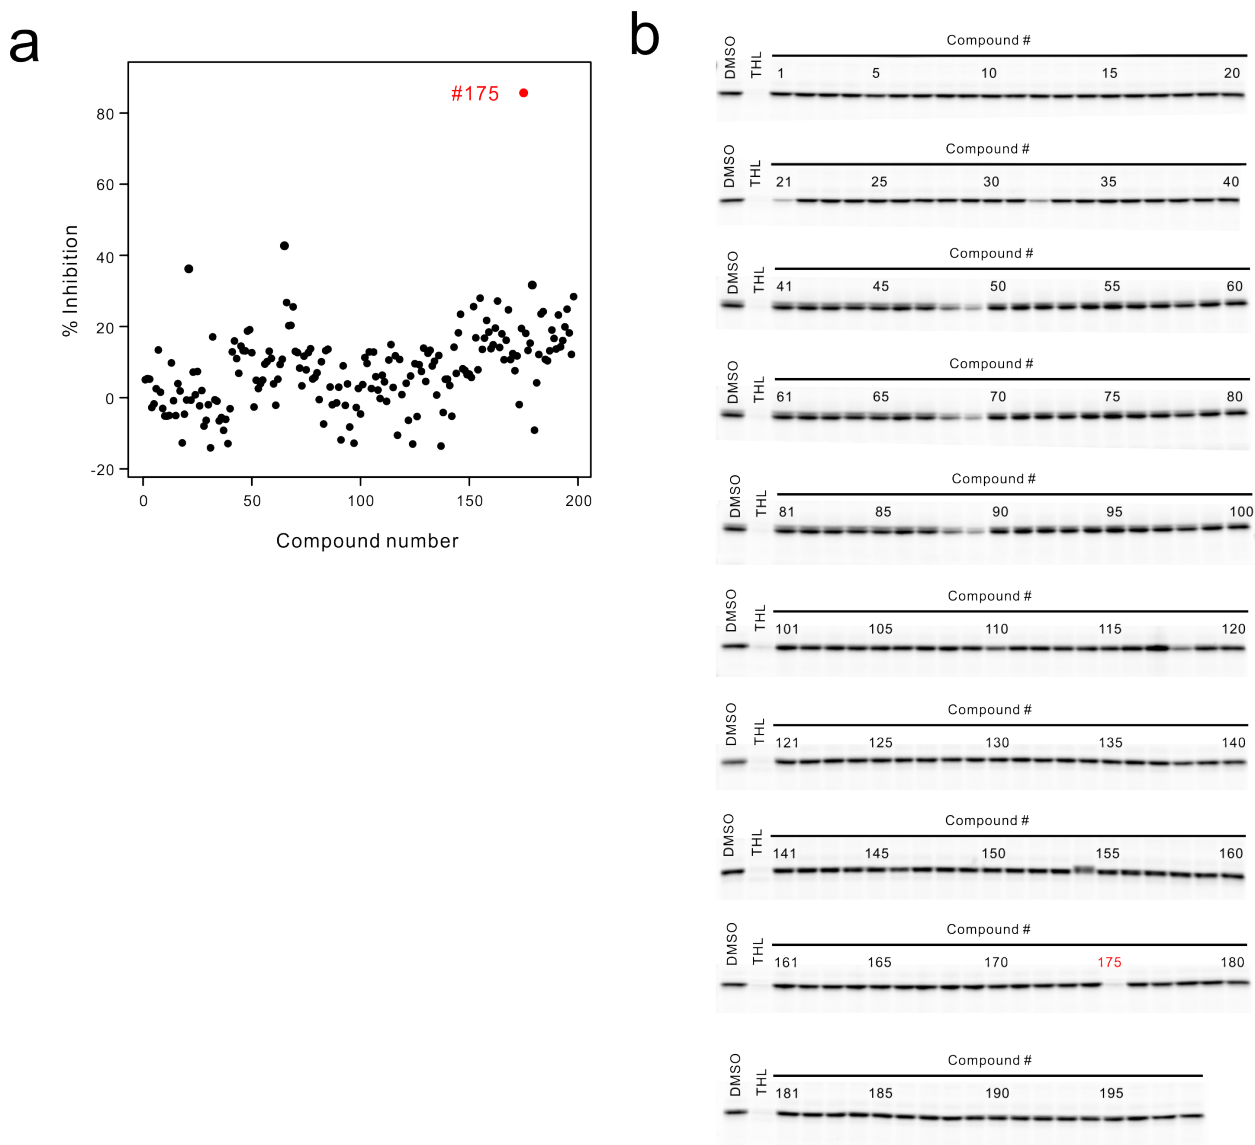 a
#175
80
60
40
20
0
-20
% Inhibition
0 50 100 150 200
Compound number
b
DMSO THL Compound #
1 5 10 15 20
DMSO THL Compound #
21 25 30 35 40
DMSO THL Compound #
41 45 50 55 60
DMSO THL Compound #
61 65 70 75 80
DMSO THL Compound #
81 85 90 95 100
DMSO THL Compound #
101 105 110 115 120
DMSO THL Compound #
121 125 130 135 140
DMSO THL Compound #
141 145 150 155 160
DMSO THL Compound #
161 165 170 175 180
DMSO THL Compound #
181 185 190 195